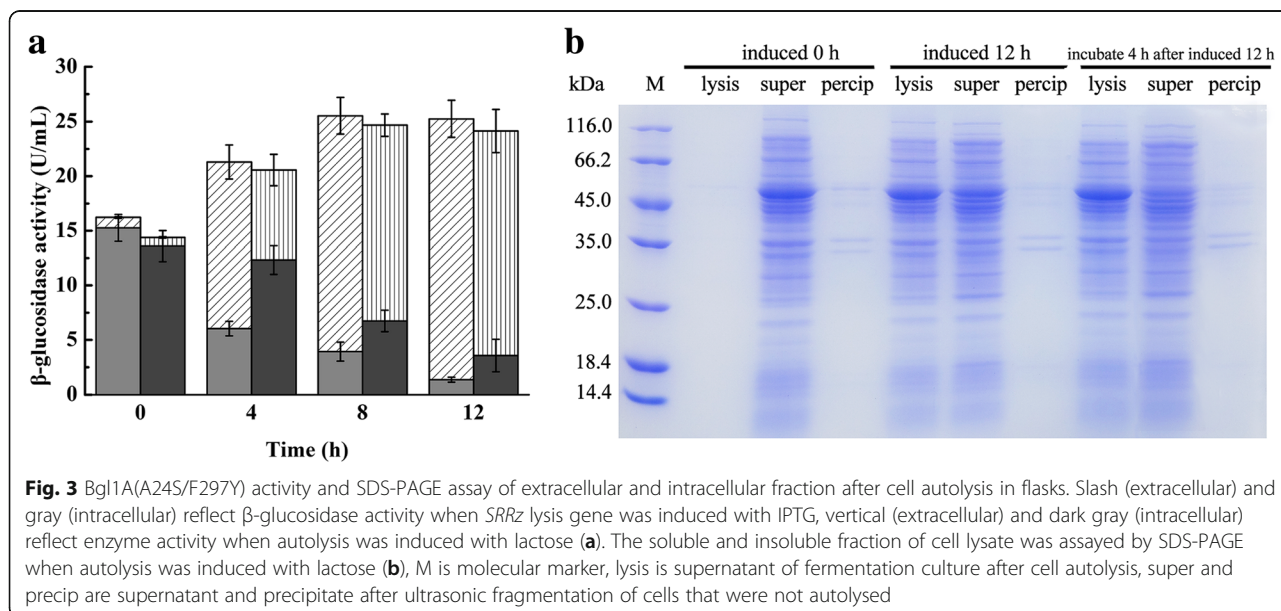 a
30
25
20
15
10
5
0
β-glucosidase activity (U/mL)
0 4 8 12
Time (h)
b
induced 0 h induced 12 h incubate 4 h after induced 12 h
kDa M lysis super percip lysis super percip lysis super percip
116.0
66.2
45.0
35.0
25.0
18.4
14.4
Fig. 3 Bgl1A(A24S/F297Y) activity and SDS-PAGE assay of extracellular and intracellular fraction after cell autolysis in flasks. Slash (extracellular) and
gray (intracellular) reflect β-glucosidase activity when SRRz lysis gene was induced with IPTG, vertical (extracellular) and dark gray (intracellular)
reflect enzyme activity when autolysis was induced with lactose (a). The soluble and insoluble fraction of cell lysate was assayed by SDS-PAGE
when autolysis was induced with lactose (b), M is molecular marker, lysis is supernatant of fermentation culture after cell autolysis, super and
precip are supernatant and precipitate after ultrasonic fragmentation of cells that were not autolysed